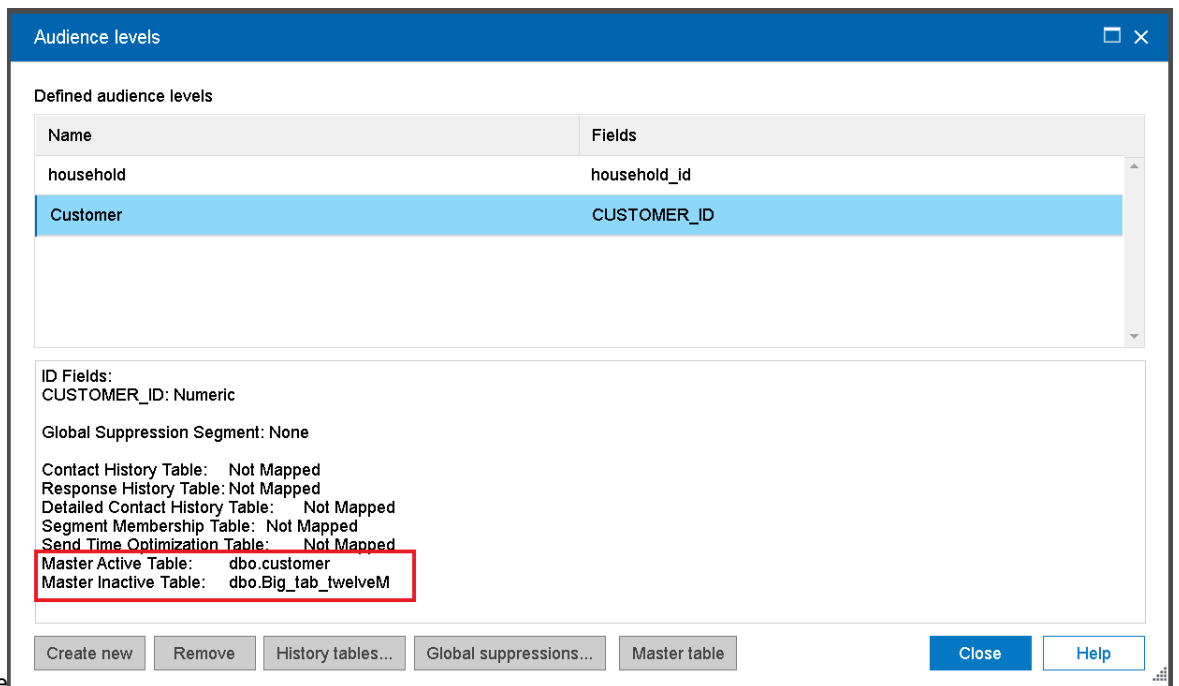 Audience levels
Defined audience levels
Name Fields
household household_id
Customer CUSTOMER_ID
ID Fields:
CUSTOMER_ID: Numeric
Global Suppression Segment: None
Contact History Table: Not Mapped
Response History Table: Not Mapped
Detailed Contact History Table: Not Mapped
Segment Membership Table: Not Mapped
Send Time Optimization Table: Not Mapped
Master Active Table: dbo.customer
Master Inactive Table: dbo.Big_tab_twelveM
Create new Remove History tables... Global suppressions... Master table Close Help
e